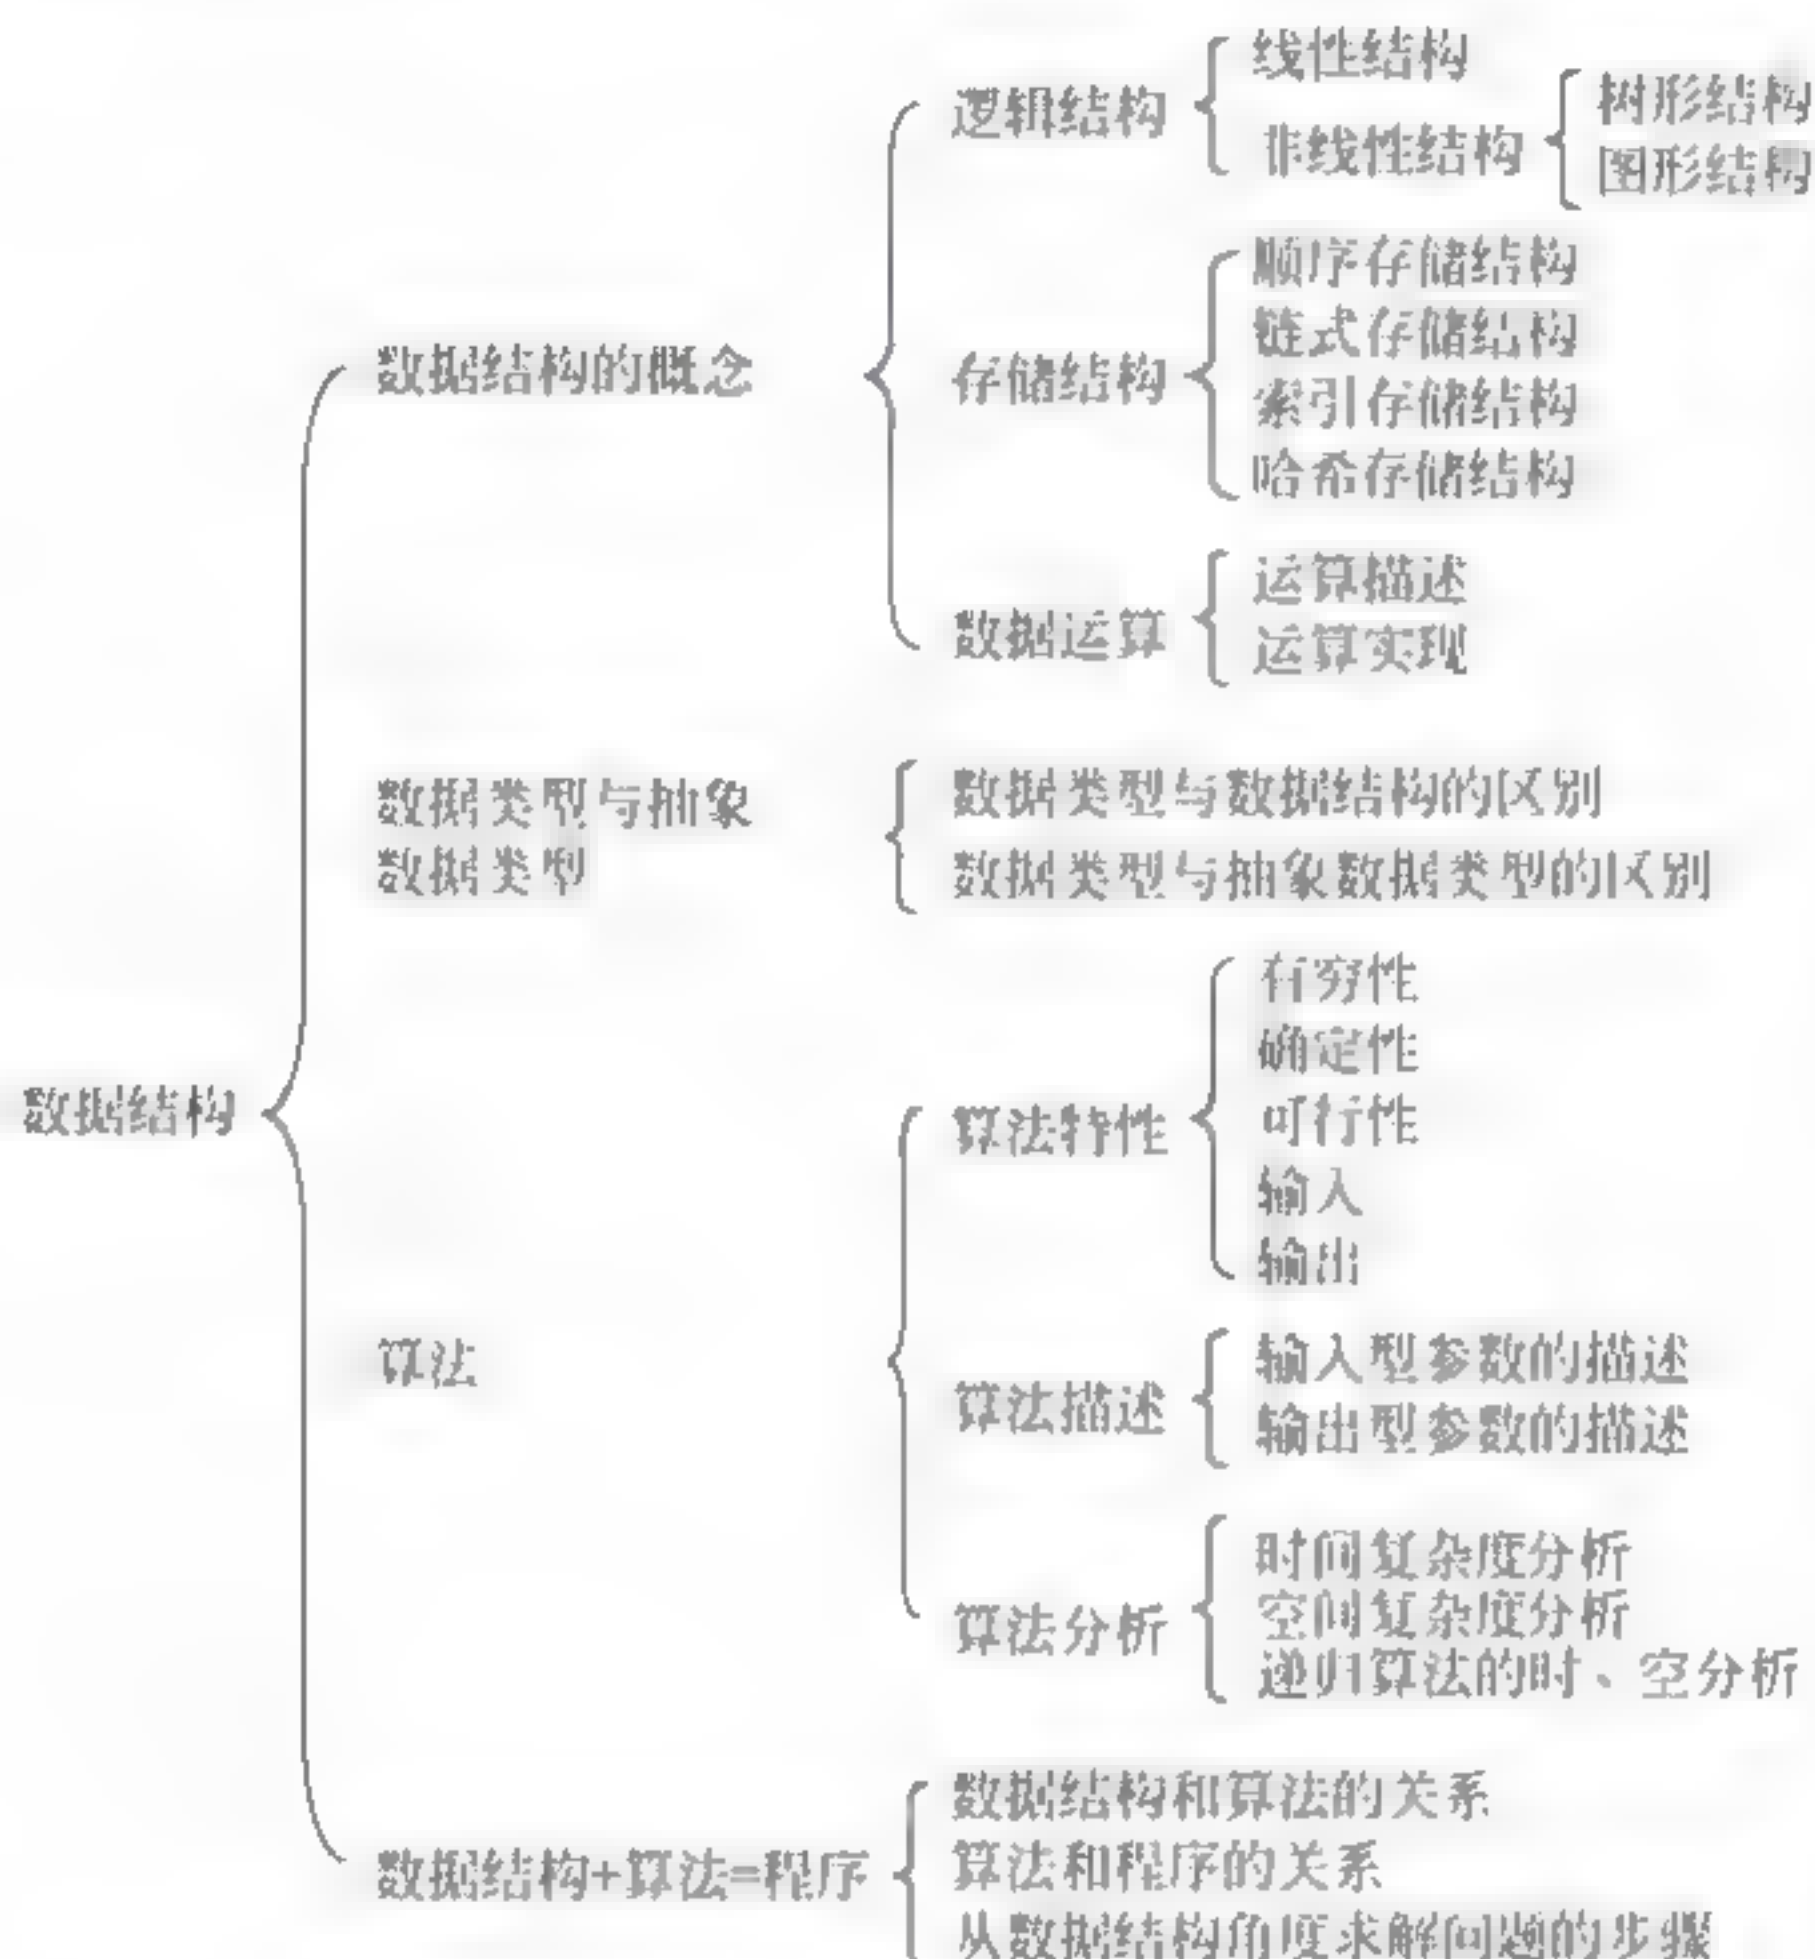 数据结构
数据结构的概念
逻辑结构
线性结构
非线性结构
树形结构
图形结构
存储结构
顺序存储结构
链式存储结构
索引存储结构
哈希存储结构
数据运算
运算描述
运算实现
数据类型与抽象
数据类型
数据类型与数据结构的区别
数据类型与抽象数据类型的区别
算法
算法特性
有穷性
确定性
可行性
输入
输出
算法描述
输入型参数的描述
输出型参数的描述
算法分析
时间复杂度分析
空间复杂度分析
递归算法的时、空分析
数据结构+算法=程序
数据结构和算法的关系
算法和程序的关系
从数据结构角度求解问题的步骤